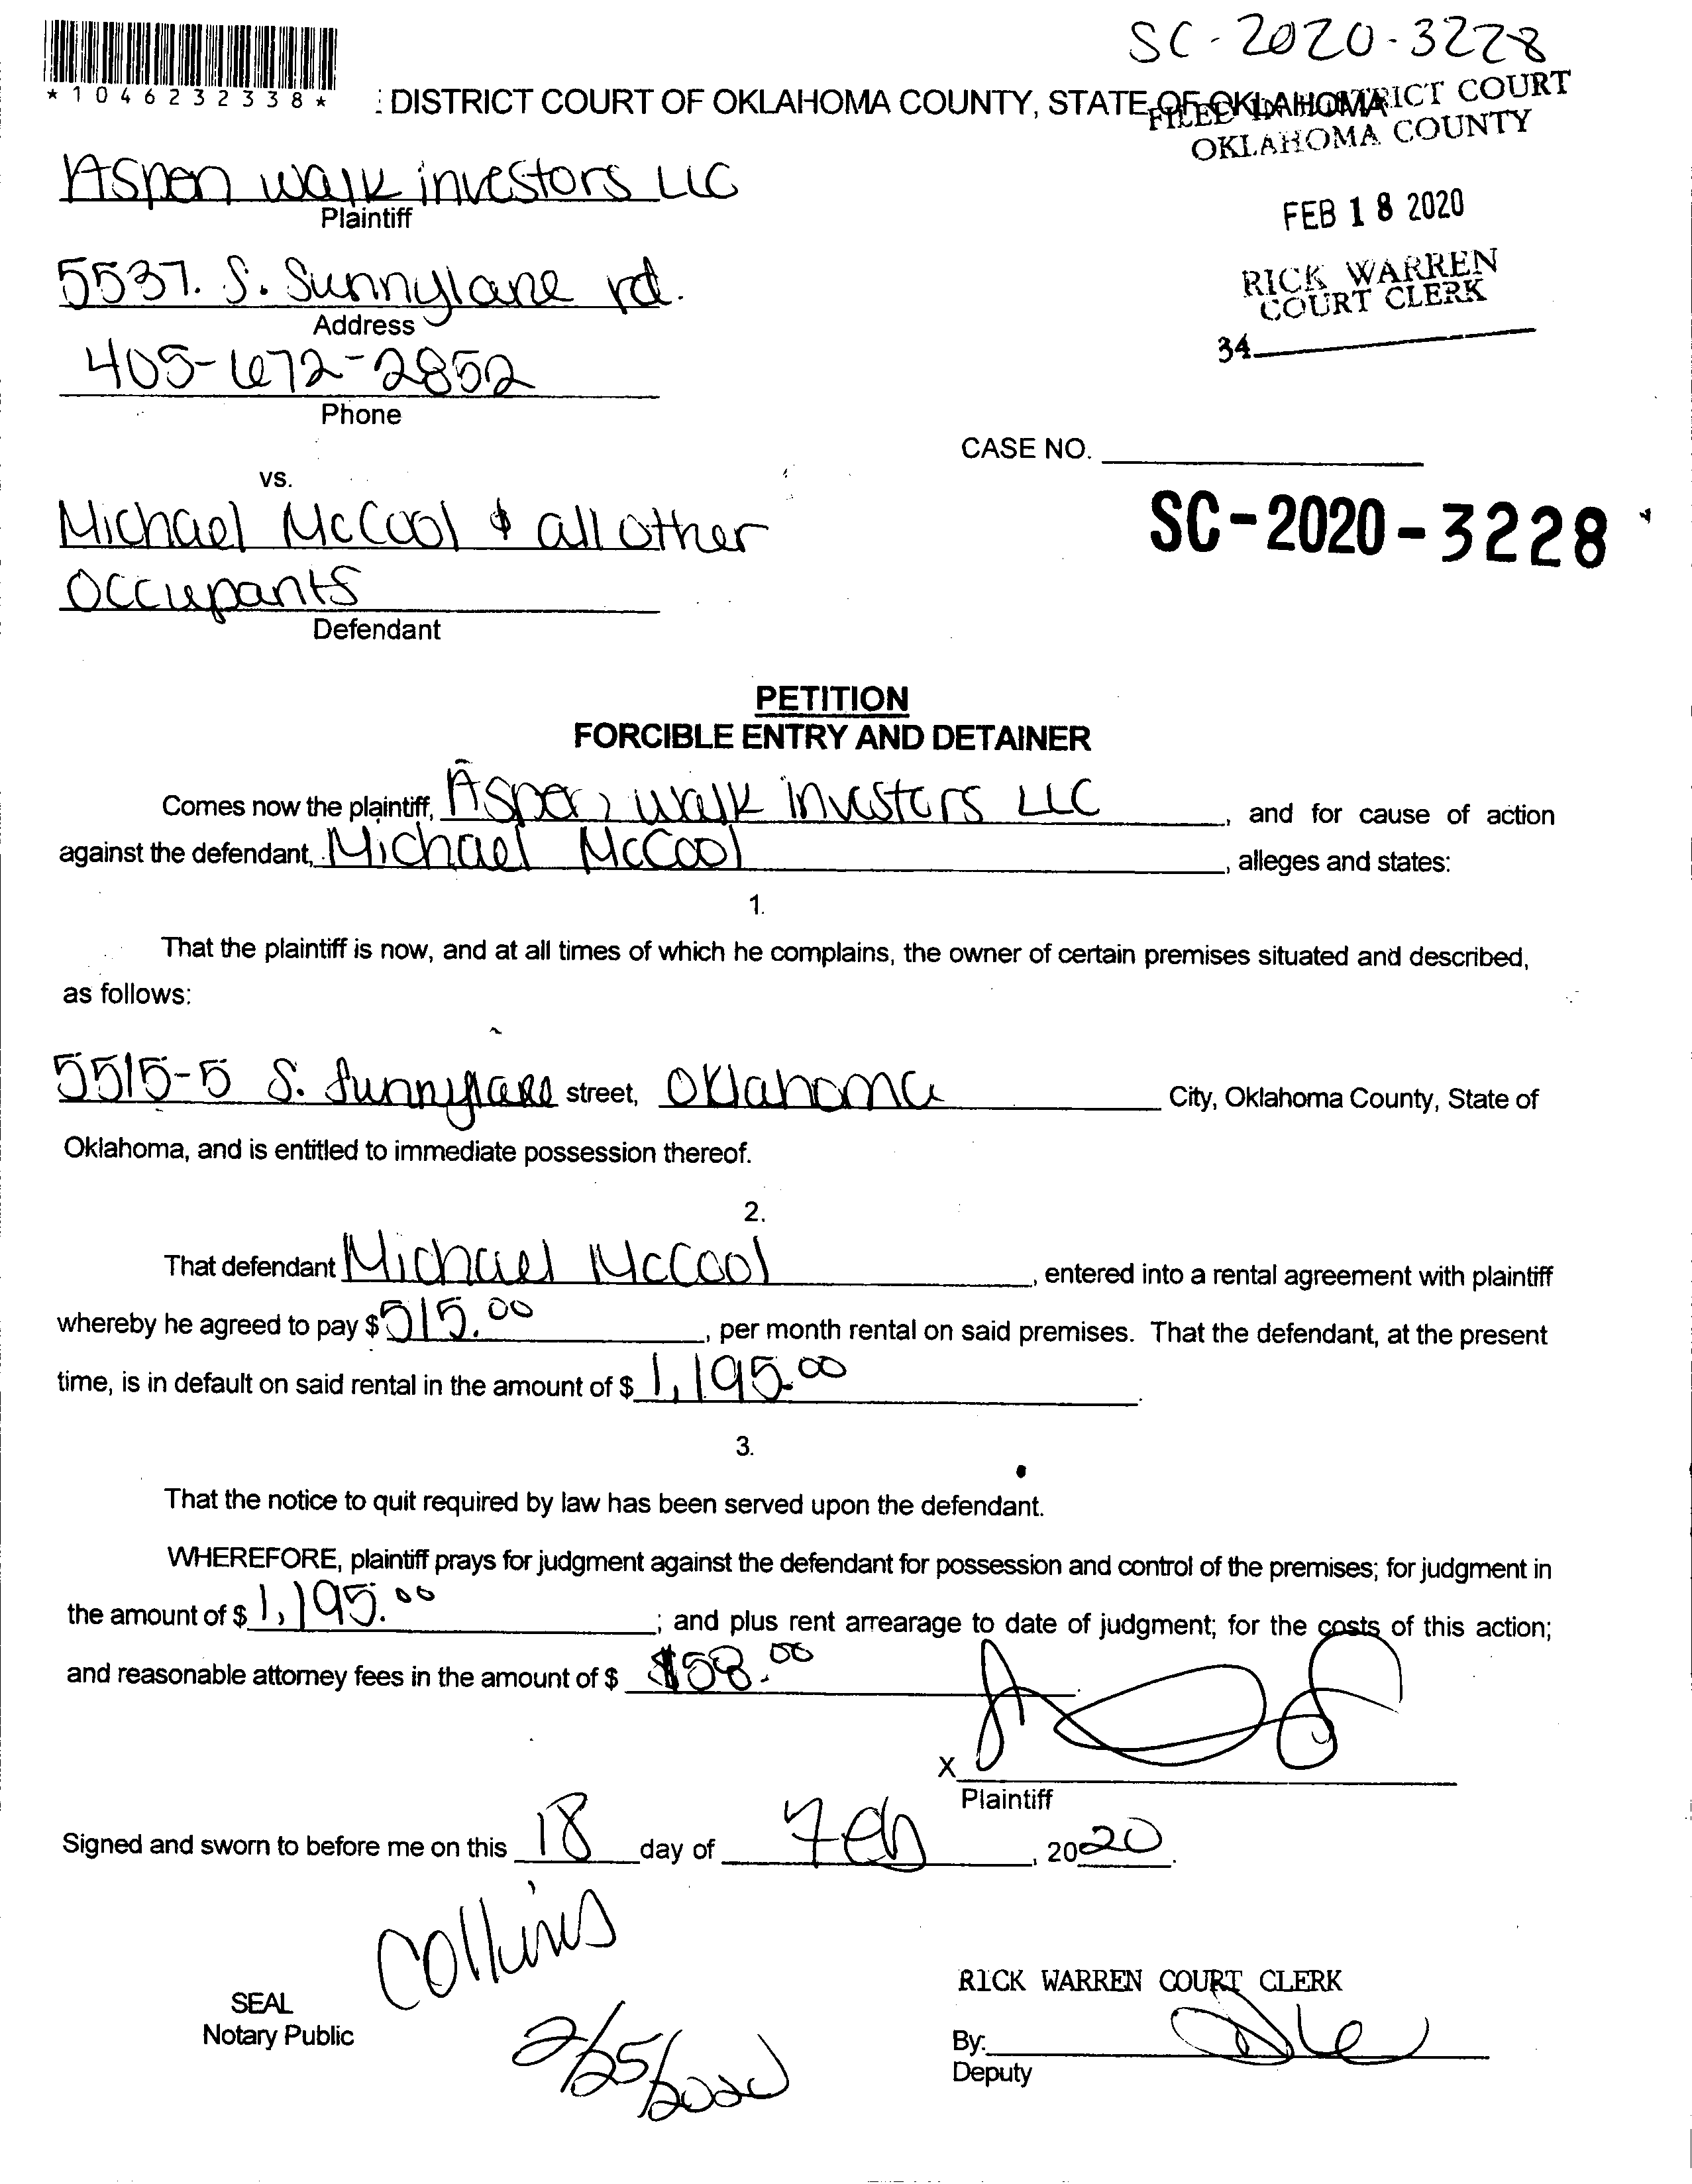 SC-2020-3228
*1046232338*
: DISTRICT COURT OF OKLAHOMA COUNTY, STATE OF OKLAHOMA
FILED IN DISTRICT COURT
OKLAHOMA COUNTY
Aspen walk investors LLC
Plaintiff
FEB 18 2020
5537. S. Sunnylane rd.
Address
RICK WARREN
COURT CLERK
34
405-672-2852
Phone
CASE NO.
vs.
Michael McCool & all other
SC-2020-3228
Occupants
Defendant
PETITION
FORCIBLE ENTRY AND DETAINER
Comes now the plaintiff, Aspen walk investors LLC, and for cause of action
against the defendant, Michael McCool, alleges and states:
1.
That the plaintiff is now, and at all times of which he complains, the owner of certain premises situated and described,
as follows:
5515-5 S. Sunnylane street, Oklahoma City, Oklahoma County, State of
Oklahoma, and is entitled to immediate possession thereof.
2.
That defendant Michael McCool, entered into a rental agreement with plaintiff
whereby he agreed to pay $515.00, per month rental on said premises. That the defendant, at the present
time, is in default on said rental in the amount of $ 1,195.00.
3.
That the notice to quit required by law has been served upon the defendant.
WHEREFORE, plaintiff prays for judgment against the defendant for possession and control of the premises; for judgment in
the amount of $ 1,195.00; and plus rent arrearage to date of judgment; for the costs of this action;
and reasonable attorney fees in the amount of $ $58.00.
X
Plaintiff
Signed and sworn to before me on this 18 day of Feb, 2020.
Collins
RICK WARREN COURT CLERK
SEAL
Notary Public
2/25/2020
By:
Deputy